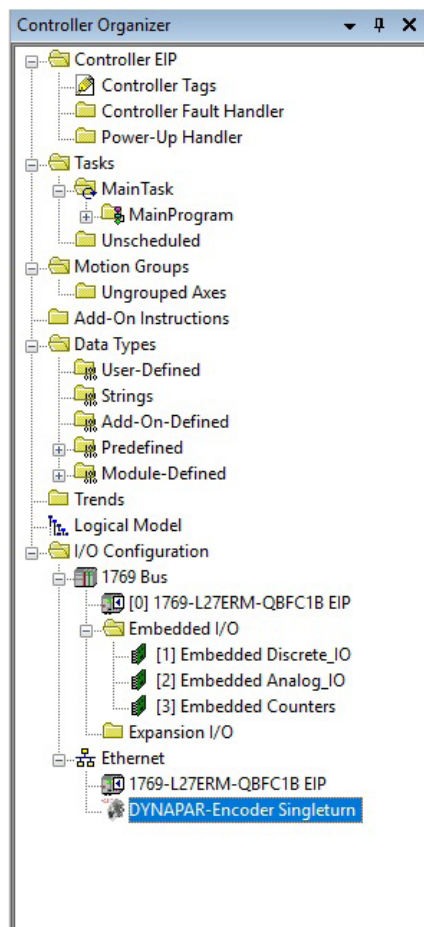 Controller Organizer
Controller EIP
Controller Tags
Controller Fault Handler
Power-Up Handler
Tasks
MainTask
MainProgram
Unscheduled
Motion Groups
Ungrouped Axes
Add-On Instructions
Data Types
User-Defined
Strings
Add-On-Defined
Predefined
Module-Defined
Trends
Logical Model
I/O Configuration
1769 Bus
[0] 1769-L27ERM-QBFC1B EIP
Embedded I/O
[1] Embedded Discrete_IO
[2] Embedded Analog_IO
[3] Embedded Counters
Expansion I/O
Ethernet
1769-L27ERM-QBFC1B EIP
DYNAPAR-Encoder Singleturn